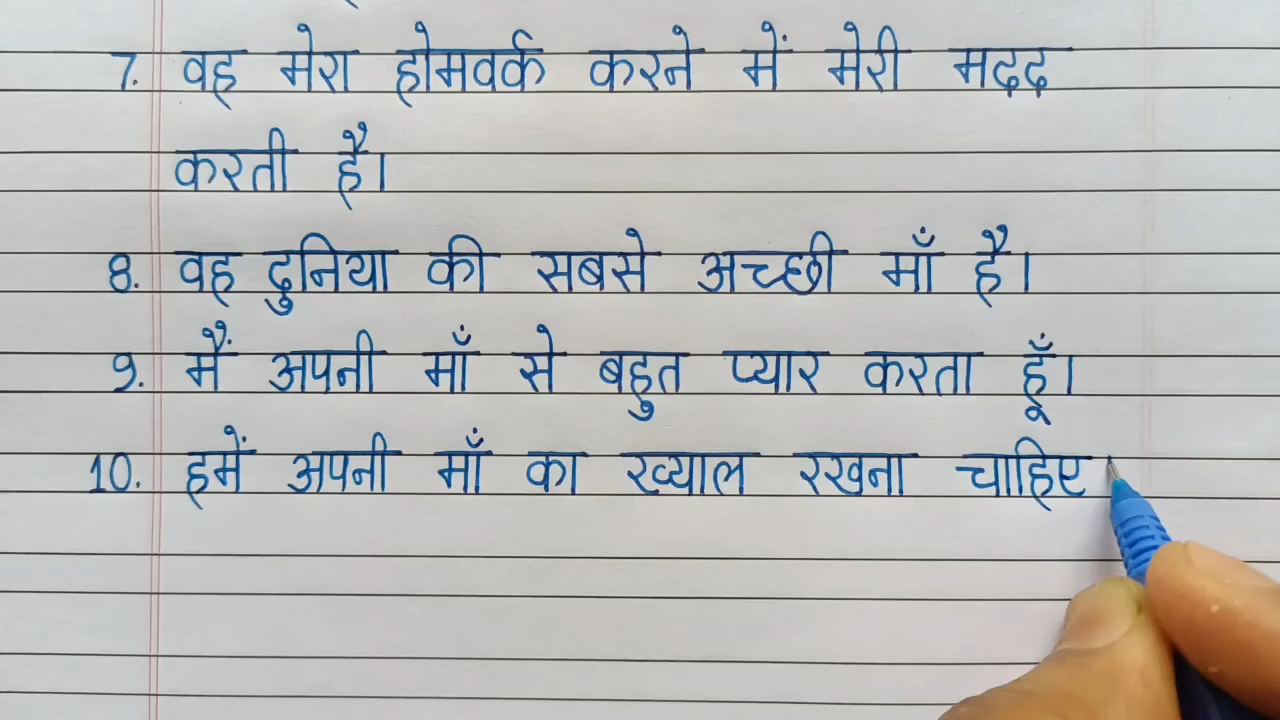 7. वह मेरा होमवर्क करने में मेरी मदद
करती है।
8. वह दुनिया की सबसे अच्छी माँ है।
9. मैं अपनी माँ से बहुत प्यार करता हूँ।
10. हमें अपनी माँ का ख्याल रखना चाहिए